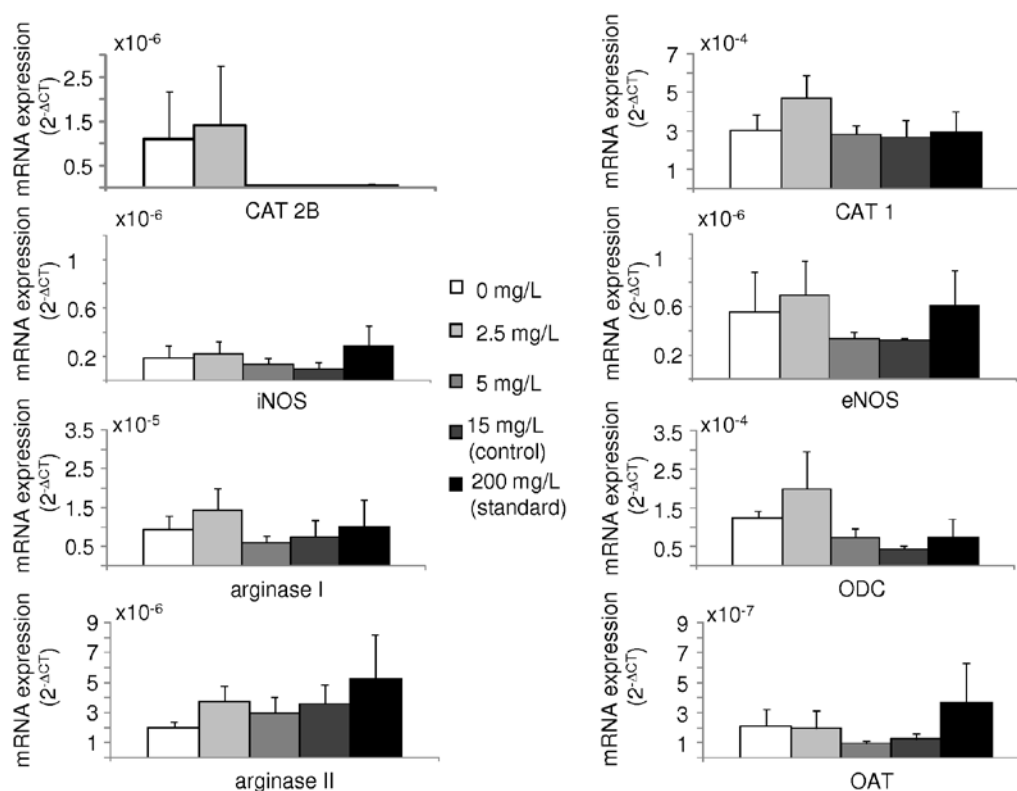 x10-6
mRNA expression
(2-ΔCT)
2.5
1.5
0.5
CAT 2B
x10-4
mRNA expression
(2-ΔCT)
7
5
3
1
CAT 1
x10-6
mRNA expression
(2-ΔCT)
1
0.6
0.2
iNOS
x10-6
mRNA expression
(2-ΔCT)
1
0.6
0.2
eNOS
0 mg/L
2.5 mg/L
5 mg/L
15 mg/L
(control)
200 mg/L
(standard)
x10-5
mRNA expression
(2-ΔCT)
3.5
2.5
1.5
0.5
arginase I
x10-4
mRNA expression
(2-ΔCT)
3.5
2.5
1.5
0.5
ODC
x10-6
mRNA expression
(2-ΔCT)
9
7
5
3
1
arginase II
x10-7
mRNA expression
(2-ΔCT)
9
7
5
3
1
OAT